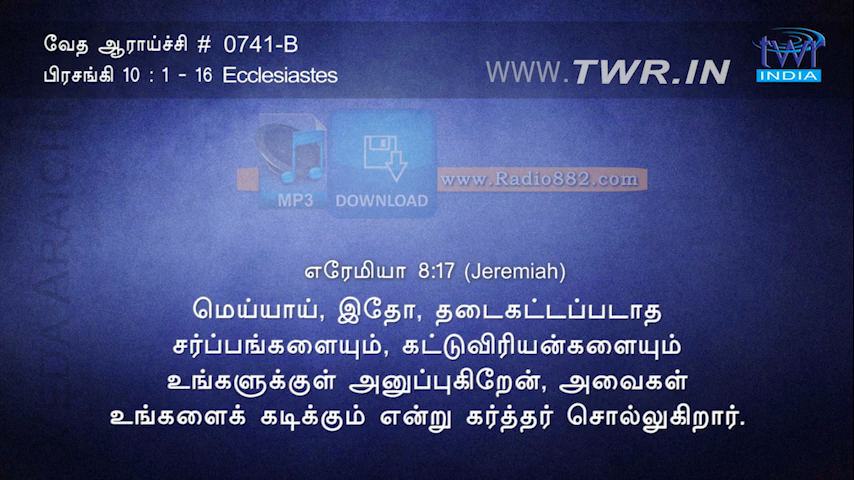 வேத ஆராய்ச்சி # 0741-B
பிரசங்கி 10 : 1 - 16 Ecclesiastes
WWW.TWR.IN
twr
INDIA
MP3
DOWNLOAD
www.Radio882.com
எரேமியா 8:17 (Jeremiah)
மெய்யாய், இதோ, தடைகட்டப்படாத
சர்ப்பங்களையும், கட்டுவிரியன்களையும்
உங்களுக்குள் அனுப்புகிறேன், அவைகள்
உங்களைக் கடிக்கும் என்று கர்த்தர் சொல்லுகிறார்.
VEDA ARAICHI